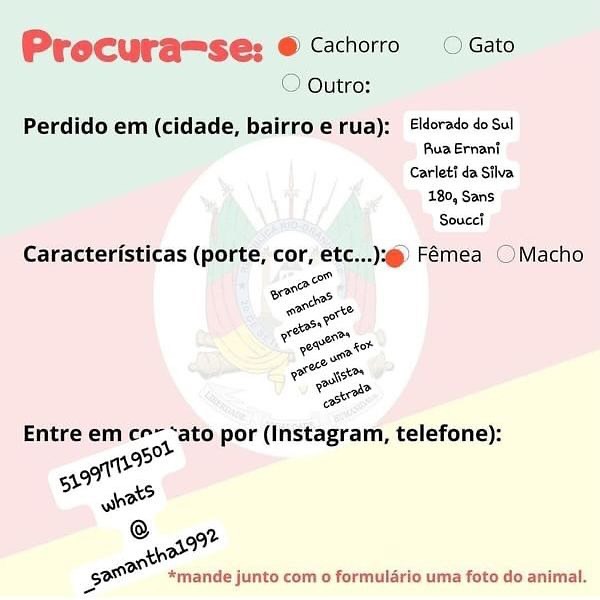 Procura-se: Cachorro Gato
Outro:
Perdido em (cidade, bairro e rua):
Eldorado do Sul
Rua Ernani
Carleti da Silva
180, Sans
Soucci
Características (porte, cor, etc...): Fêmea Macho
Branca com
manchas
pretas, porte
pequena,
parece uma fox
paulista,
castrada
Entre em contato por (Instagram, telefone):
51997719501
whats
@
_samantha1992
*mande junto com o formulário uma foto do animal.